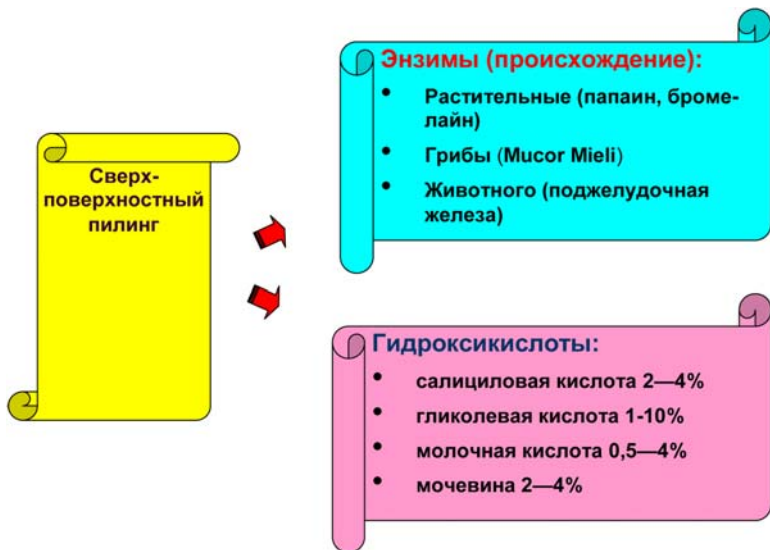 Сверх-
поверхностный
пилинг
Энзимы (происхождение):
• Растительные (папаин, броме-
лайн)
• Грибы (Mucor Mieli)
• Животного (поджелудочная
железа)
Гидроксикислоты:
• салициловая кислота 2—4%
• гликолевая кислота 1-10%
• молочная кислота 0,5—4%
• мочевина 2—4%